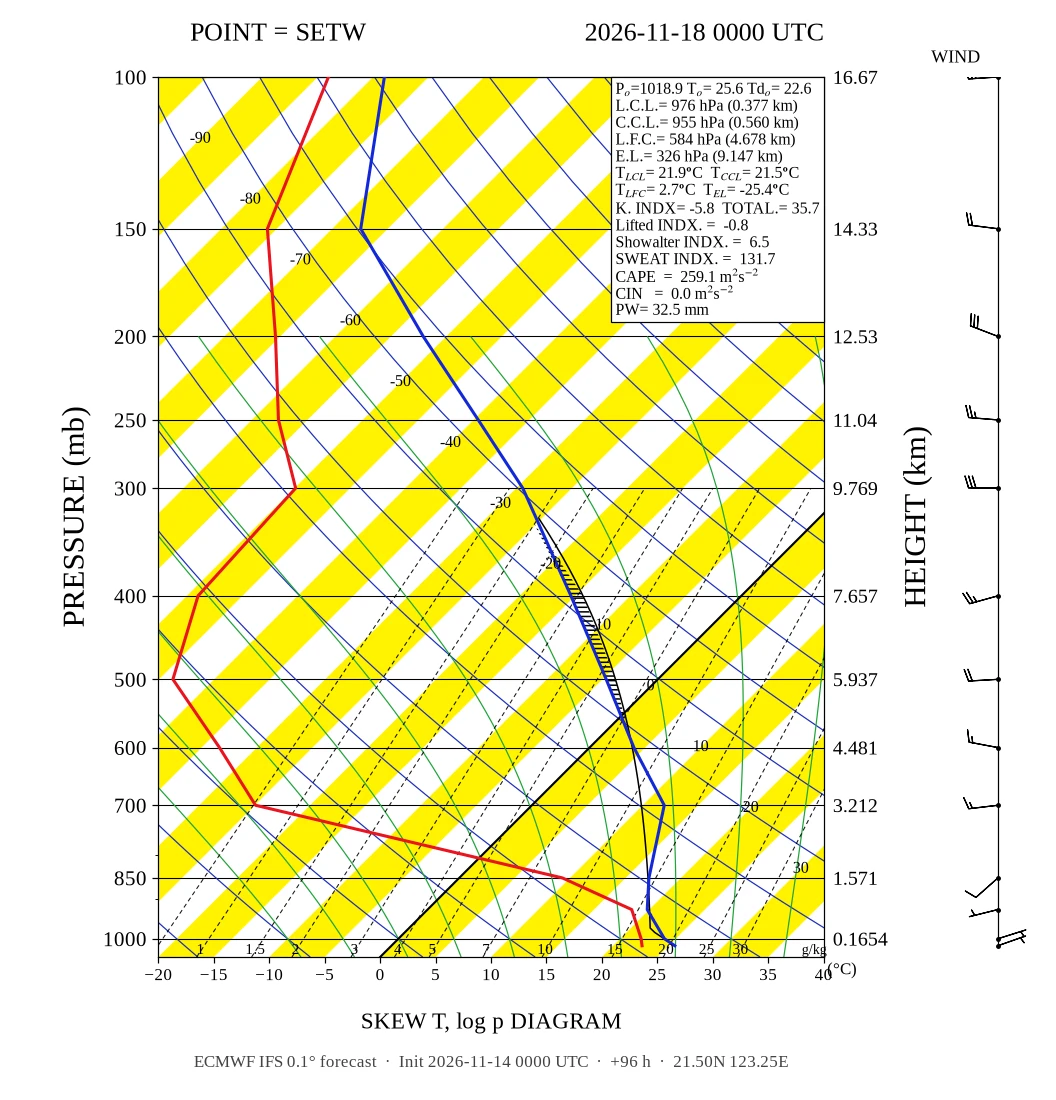 POINT = SETW 2026-11-18 0000 UTC
WIND
100 16.67
P₀=1018.9 T₀= 25.6 Td₀= 22.6
L.C.L.= 976 hPa (0.377 km)
C.C.L.= 955 hPa (0.560 km)
L.F.C.= 584 hPa (4.678 km)
E.L.= 326 hPa (9.147 km)
T_LCL= 21.9°C T_CCL= 21.5°C
T_LFC= 2.7°C T_EL= -25.4°C
K. INDX= -5.8 TOTAL.= 35.7
Lifted INDX. = -0.8
Showalter INDX. = 6.5
SWEAT INDX. = 131.7
CAPE = 259.1 m²s⁻²
CIN = 0.0 m²s⁻²
PW= 32.5 mm
-90
-80
150 14.33
-70
-60
200 12.53
-50
250 11.04
-40
300 9.769
-30
-20
400 7.657
-10
500 5.937
0
600 4.481
10
700 3.212
20
850 1.571
30
1000 0.1654
1 1.5 2 3 4 5 7 10 15 20 25 30 g/kg
−20 −15 −10 −5 0 5 10 15 20 25 30 35 40 (°C)
PRESSURE (mb)
HEIGHT (km)
SKEW T, log p DIAGRAM
ECMWF IFS 0.1° forecast · Init 2026-11-14 0000 UTC · +96 h · 21.50N 123.25E